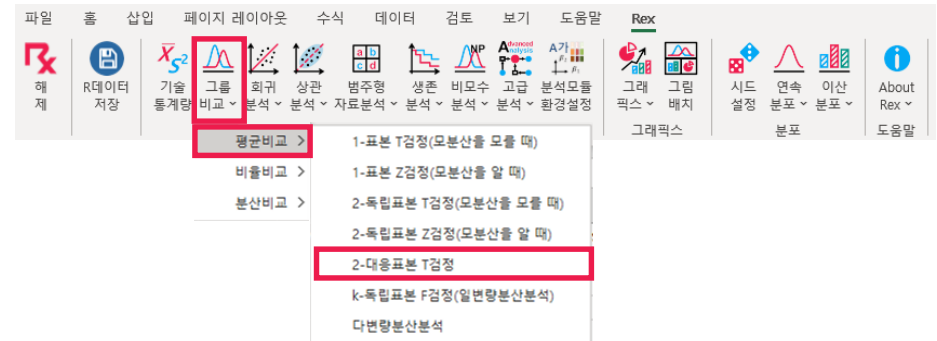 파일 홈 삽입 페이지 레이아웃 수식 데이터 검토 보기 도움말 Rex
해제
R데이터 저장
기술 통계량
그룹 비교
회귀 분석
상관 분석
범주형 자료분석
생존 분석
비모수 분석
고급 분석
분석모듈 환경설정
그래픽스
그림 배치
시드 설정
연속 분포
이산 분포
About Rex
그래픽스 분포 도움말
평균비교
비율비교
분산비교
1-표본 T검정(모분산을 모를 때)
1-표본 Z검정(모분산을 알 때)
2-독립표본 T검정(모분산을 모를 때)
2-독립표본 Z검정(모분산을 알 때)
2-대응표본 T검정
k-독립표본 F검정(일변량분산분석)
다변량분산분석